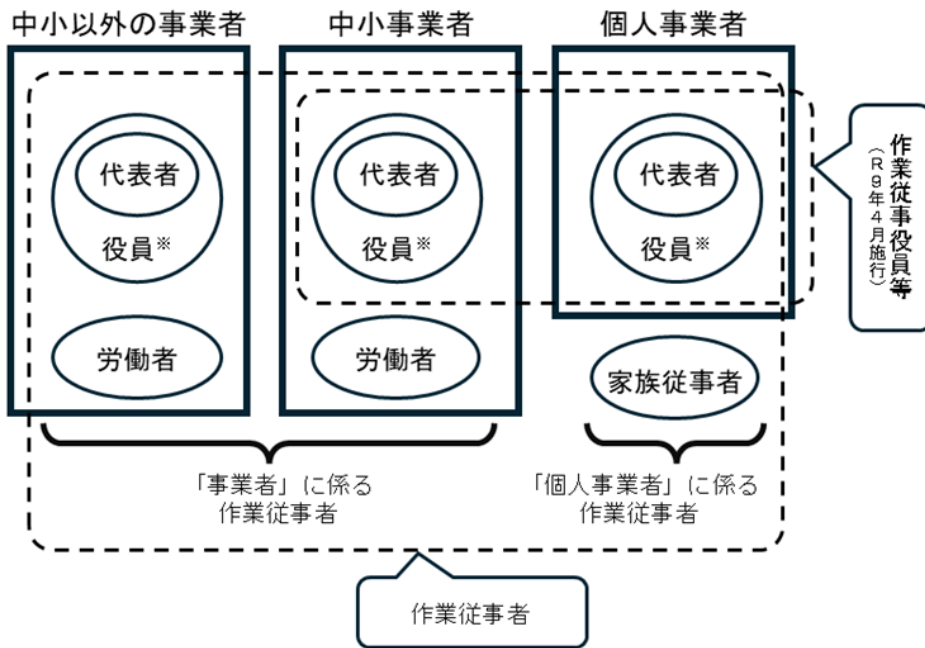 中小以外の事業者
中小事業者
個人事業者
代表者
役員※
労働者
代表者
役員※
労働者
代表者
役員※
家族従事者
作業従事役員等
（R9年4月施行）
「事業者」に係る
作業従事者
「個人事業者」に係る
作業従事者
作業従事者